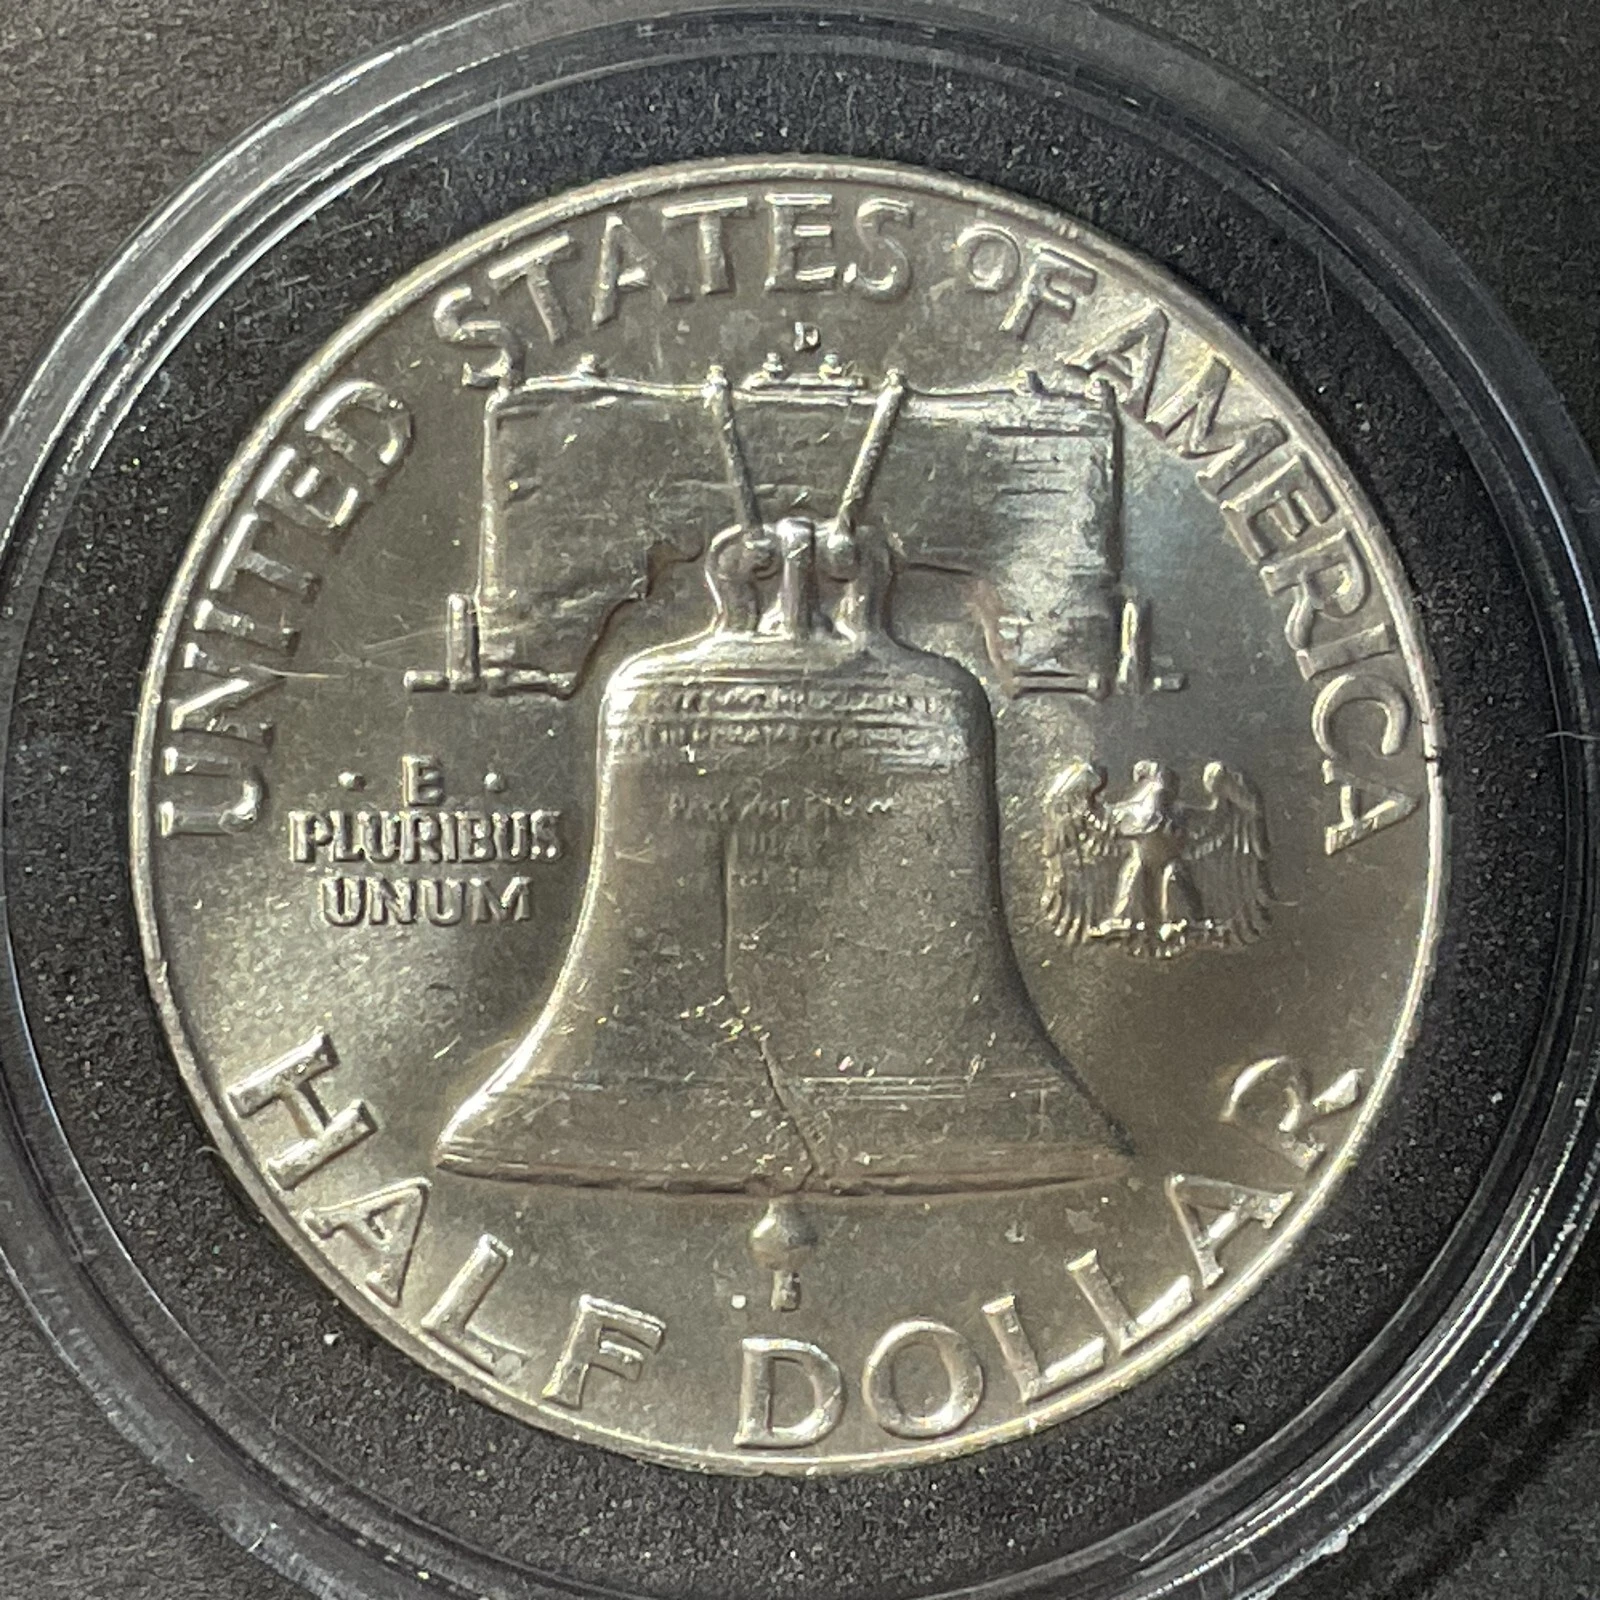 UNITED STATES OF AMERICA
D
· E ·
PLURIBUS
UNUM
HALF DOLLAR